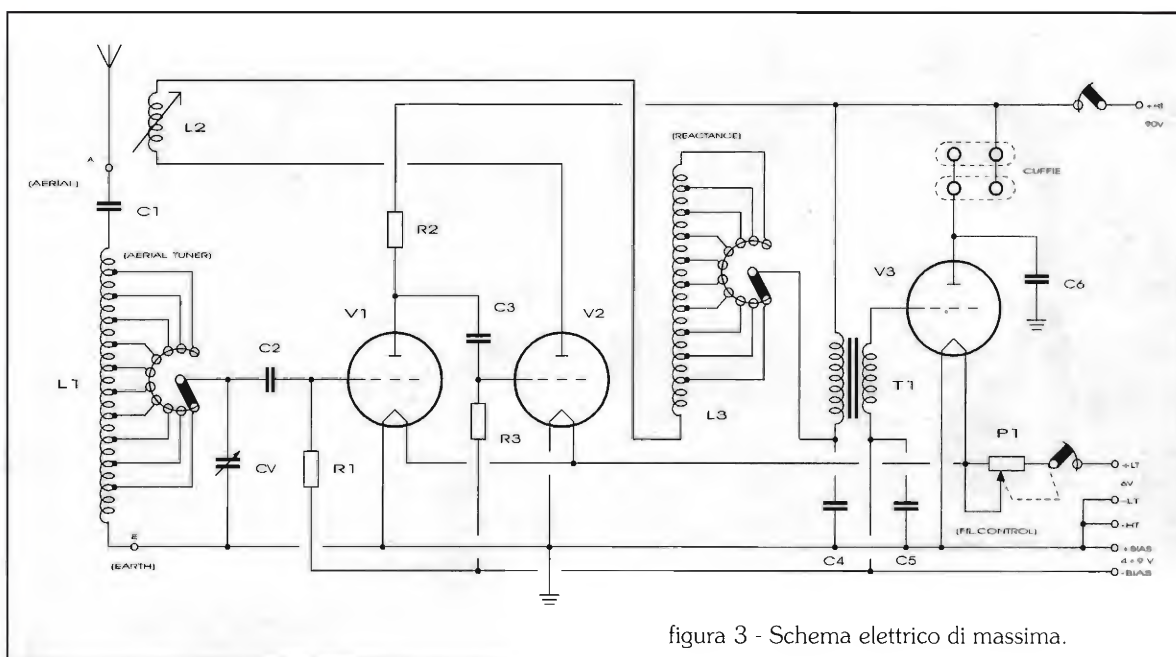 +HT
90V
L2
(REACTANCE)
A
CUFFIE
(AERIAL)
C1
R2
(AERIAL TUNER)
V3
C6
V1
C3
V2
C2
L1
T1
L3
R3
P1
CV
R1
+LT
6V
-LT
E
(FIL.CONTROL)
-HT
+BIAS
(EARTH)
C4
C5
4÷9 V
-BIAS
figura 3 - Schema elettrico di massima.